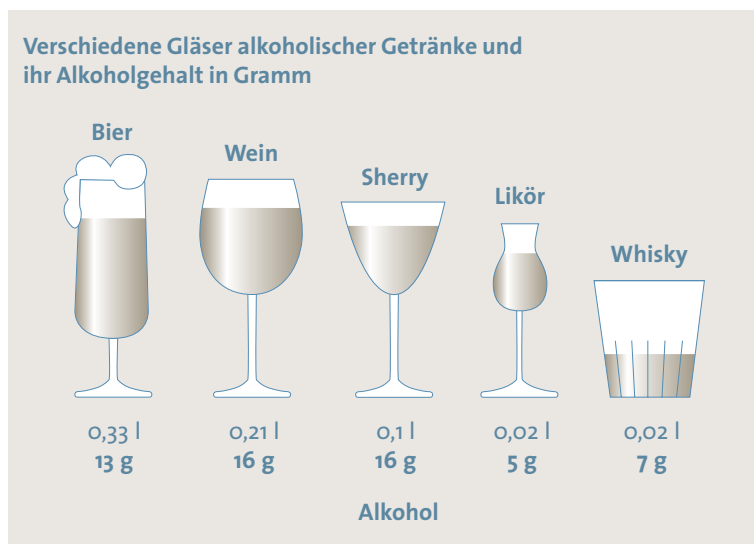 Verschiedene Gläser alkoholischer Getränke und
ihr Alkoholgehalt in Gramm
Bier
Wein
Sherry
Likör
Whisky
0,33 l
0,21 l
0,1 l
0,02 l
0,02 l
13 g
16 g
16 g
5 g
7 g
Alkohol